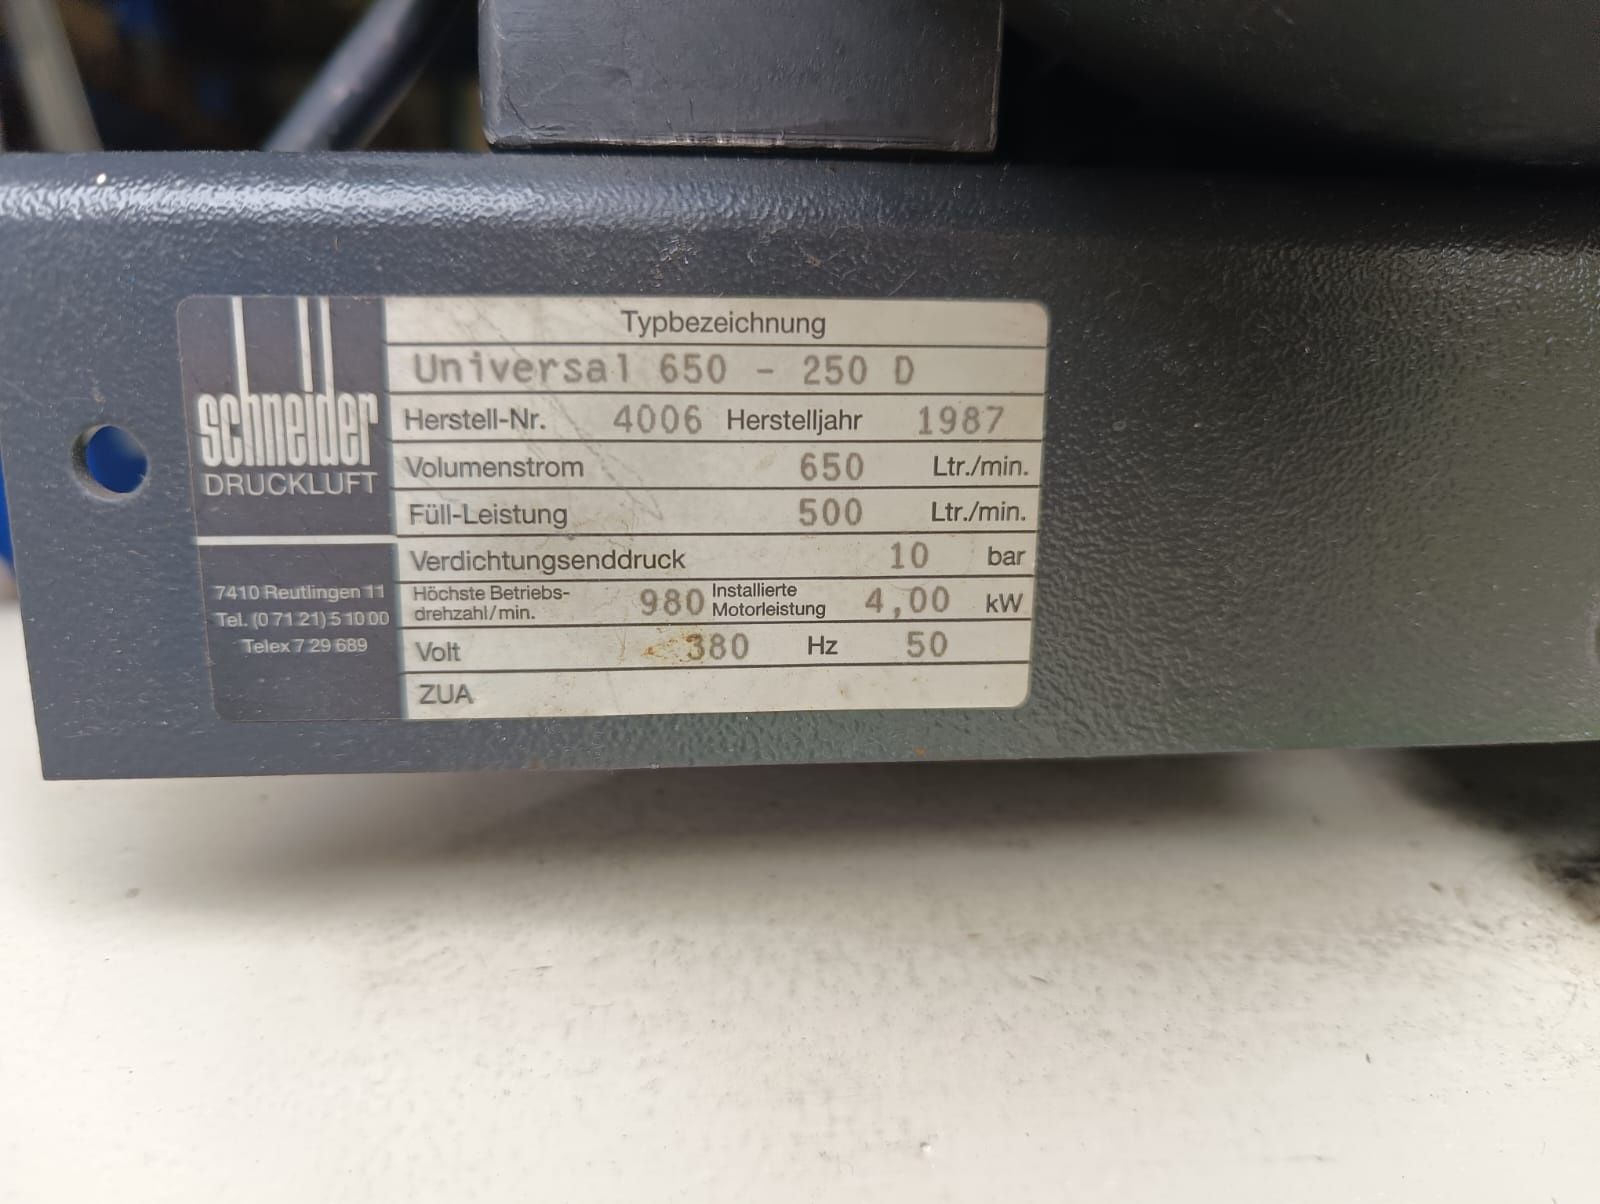 schneider
DRUCKLUFT
7410 Reutlingen 11
Tel. (0 71 21) 5 10 00
Telex 7 29 689
Typbezeichnung
Universal 650 - 250 D
Herstell-Nr. 4006 Herstelljahr 1987
Volumenstrom 650 Ltr./min.
Füll-Leistung 500 Ltr./min.
Verdichtungsenddruck 10 bar
Höchste Betriebs-
drehzahl/min. 980 Installierte
Motorleistung 4,00 kW
Volt 380 Hz 50
ZUA